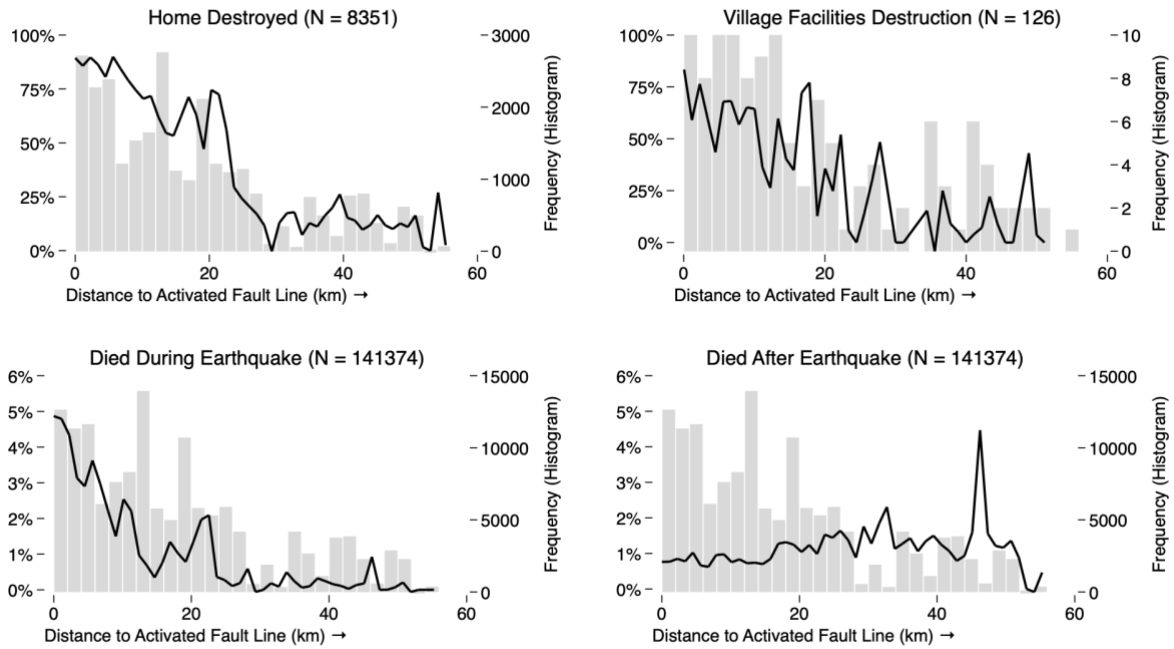 Home Destroyed (N = 8351)
100%
75%
50%
25%
0%
3000
2000
1000
0
Frequency (Histogram)
0 20 40 60
Distance to Activated Fault Line (km) →
Village Facilities Destruction (N = 126)
100%
75%
50%
25%
0%
10
8
6
4
2
0
Frequency (Histogram)
0 20 40 60
Distance to Activated Fault Line (km) →
Died During Earthquake (N = 141374)
6%
5%
4%
3%
2%
1%
0%
15000
10000
5000
0
Frequency (Histogram)
0 20 40 60
Distance to Activated Fault Line (km) →
Died After Earthquake (N = 141374)
6%
5%
4%
3%
2%
1%
0%
15000
10000
5000
0
Frequency (Histogram)
0 20 40 60
Distance to Activated Fault Line (km) →